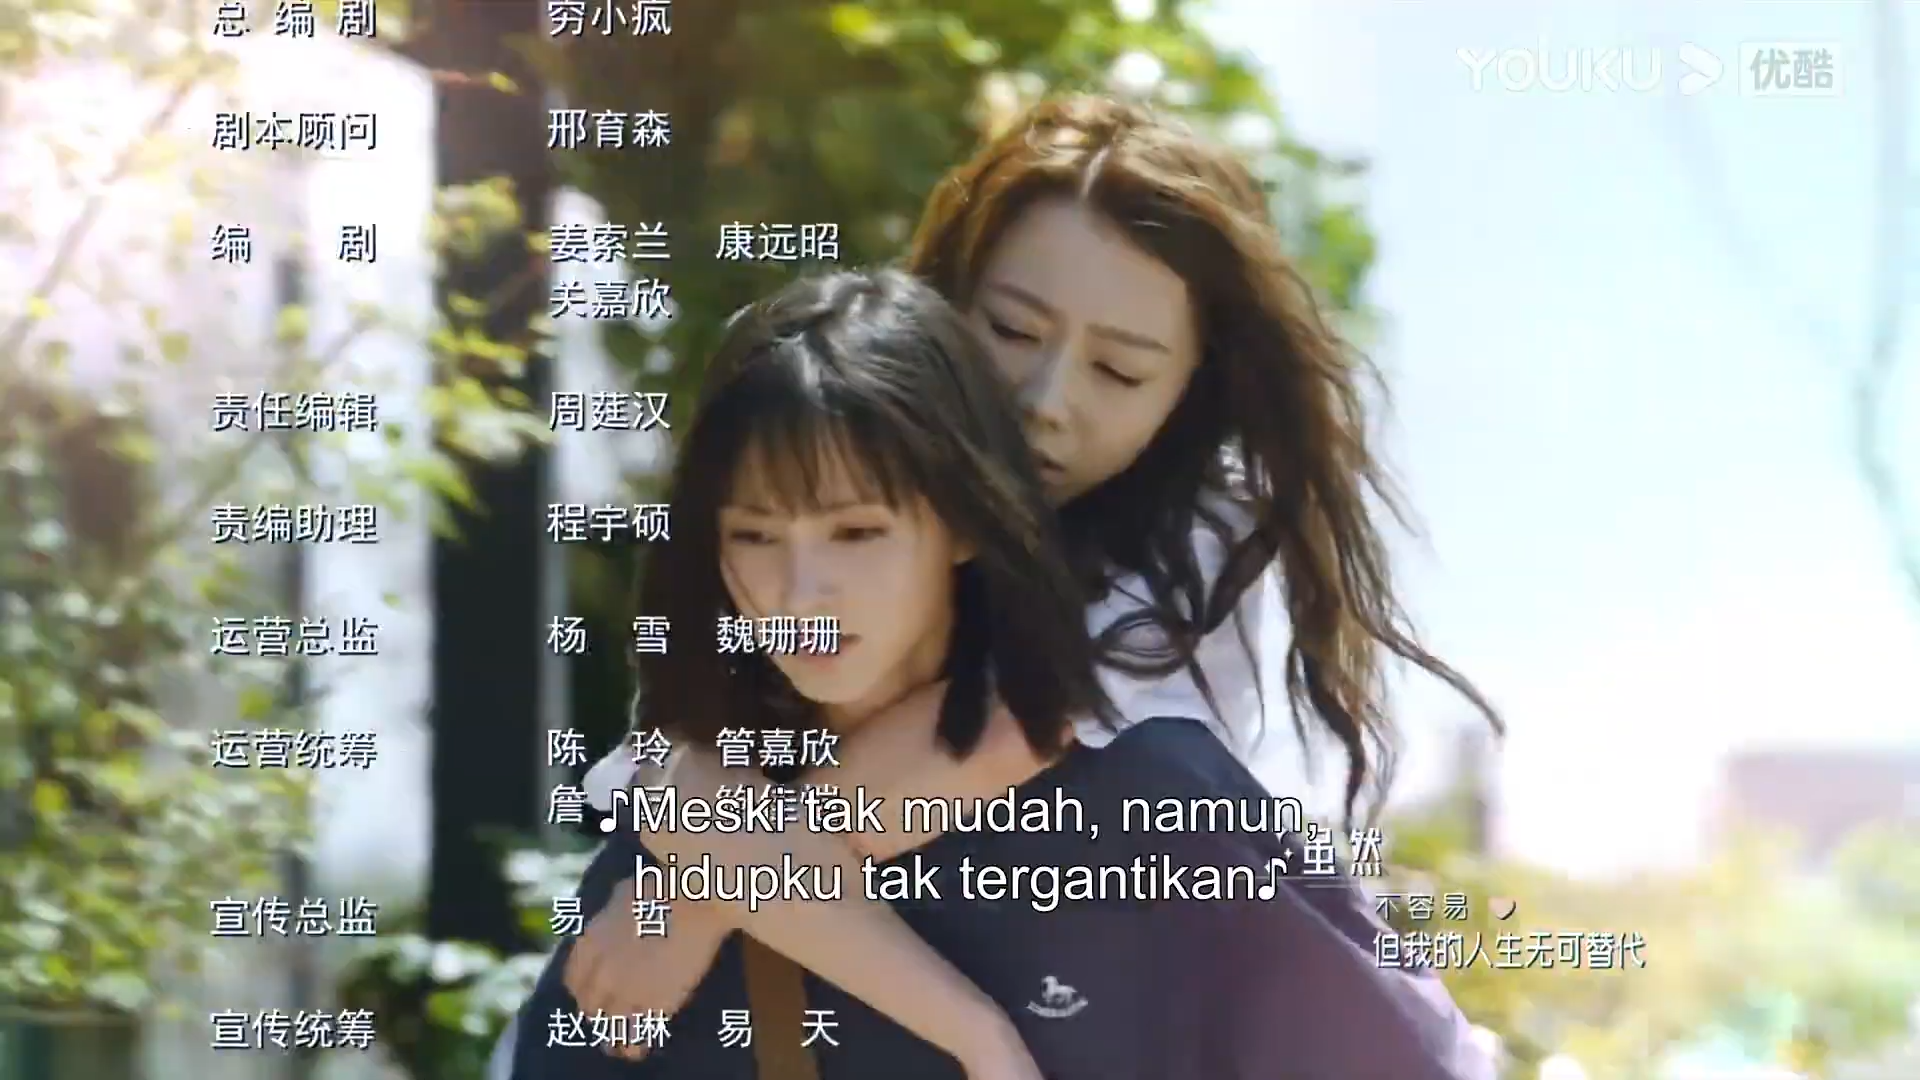 总编剧 穷小疯
YOUKU 优酷
剧本顾问 邢育森
编剧 姜索兰 康远昭
关嘉欣
责任编辑 周莛汉
责编助理 程宇硕
运营总监 杨雪 魏珊珊
运营统筹 陈玲 管嘉欣
詹
♪Meski tak mudah, namun,
hidupku tak tergantikan♪
虽然
不容易
但我的人生无可替代
宣传总监 易哲
宣传统筹 赵如琳 易天